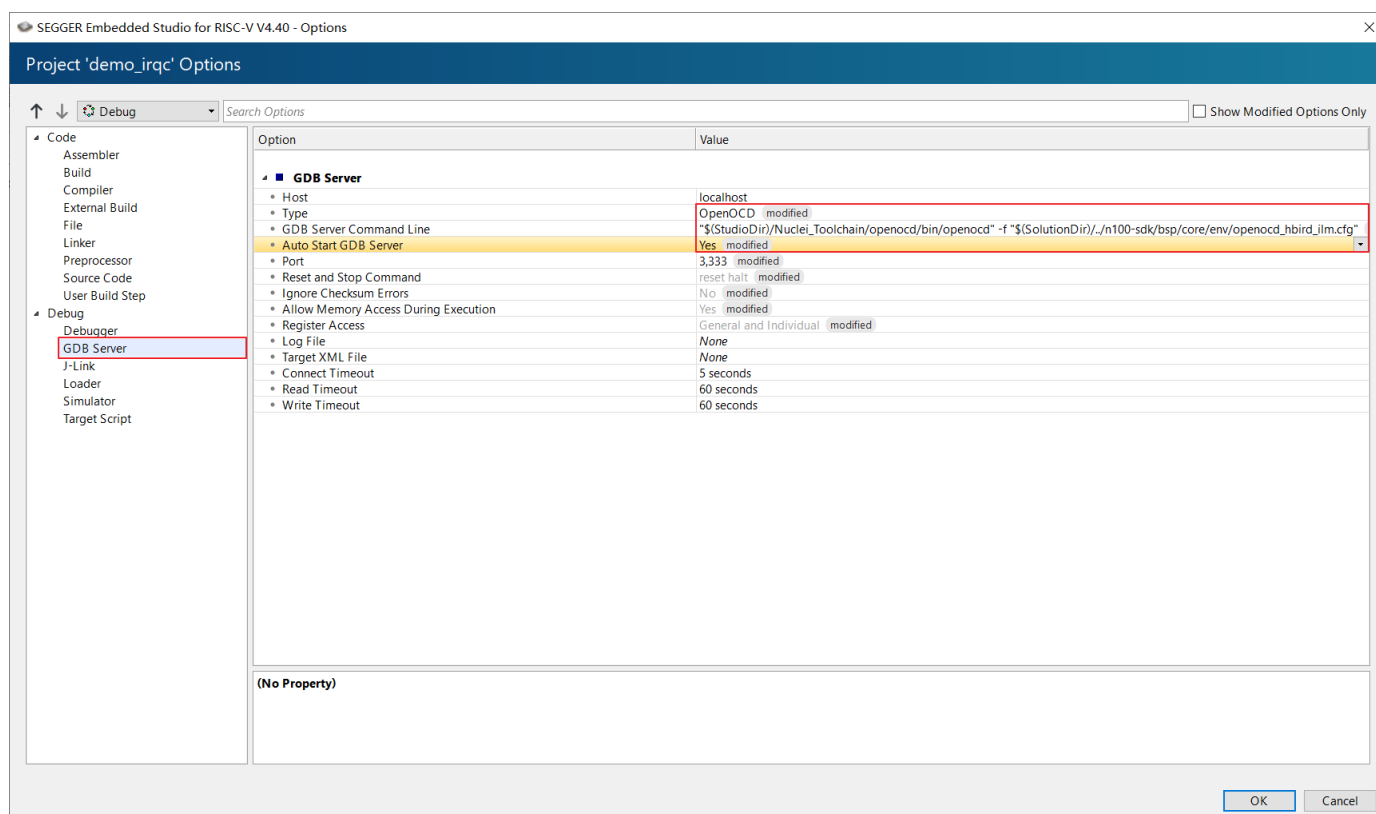 SEGGER Embedded Studio for RISC-V V4.40 - Options
Project 'demo_irqc' Options
Debug Search Options Show Modified Options Only
Code
Assembler
Build
Compiler
External Build
File
Linker
Preprocessor
Source Code
User Build Step
Debug
Debugger
GDB Server
J-Link
Loader
Simulator
Target Script
Option Value
GDB Server
Host localhost
Type OpenOCD modified
GDB Server Command Line "$(StudioDir)/Nuclei_Toolchain/openocd/bin/openocd" -f "$(SolutionDir)/../n100-sdk/bsp/core/env/openocd_hbird_ilm.cfg"
Auto Start GDB Server Yes modified
Port 3,333 modified
Reset and Stop Command reset halt modified
Ignore Checksum Errors No modified
Allow Memory Access During Execution Yes modified
Register Access General and Individual modified
Log File None
Target XML File None
Connect Timeout 5 seconds
Read Timeout 60 seconds
Write Timeout 60 seconds
(No Property)
OK Cancel